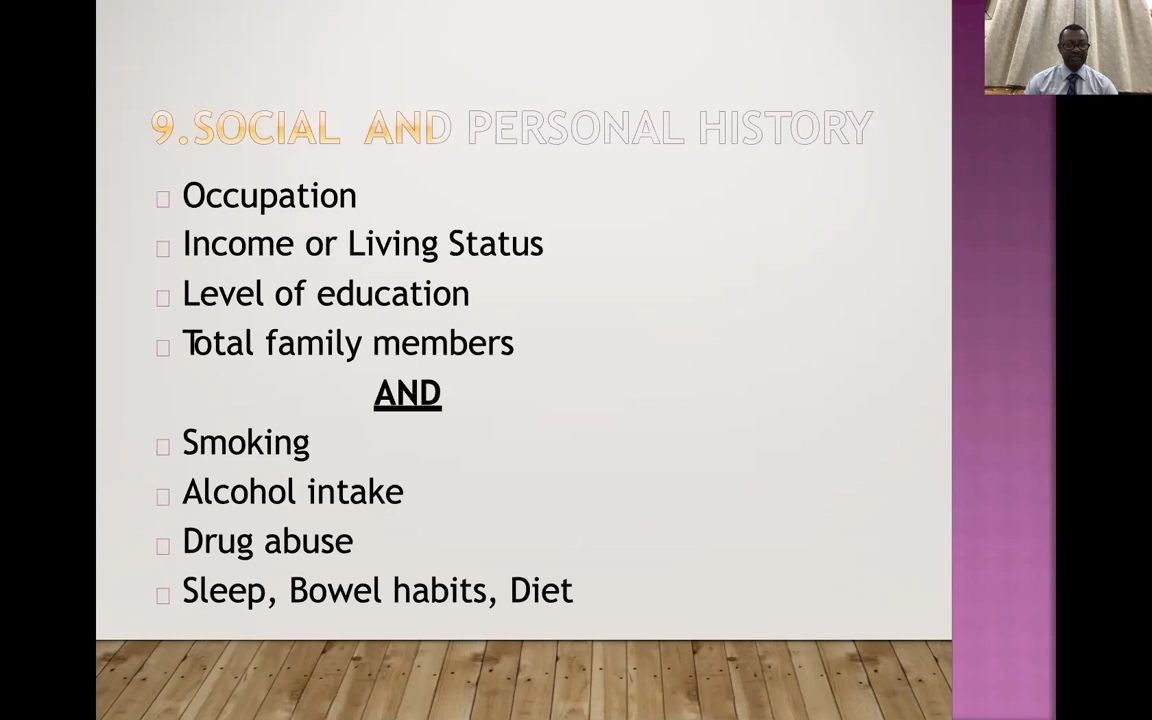 9.SOCIAL AND PERSONAL HISTORY
Occupation
Income or Living Status
Level of education
Total family members
AND
Smoking
Alcohol intake
Drug abuse
Sleep, Bowel habits, Diet